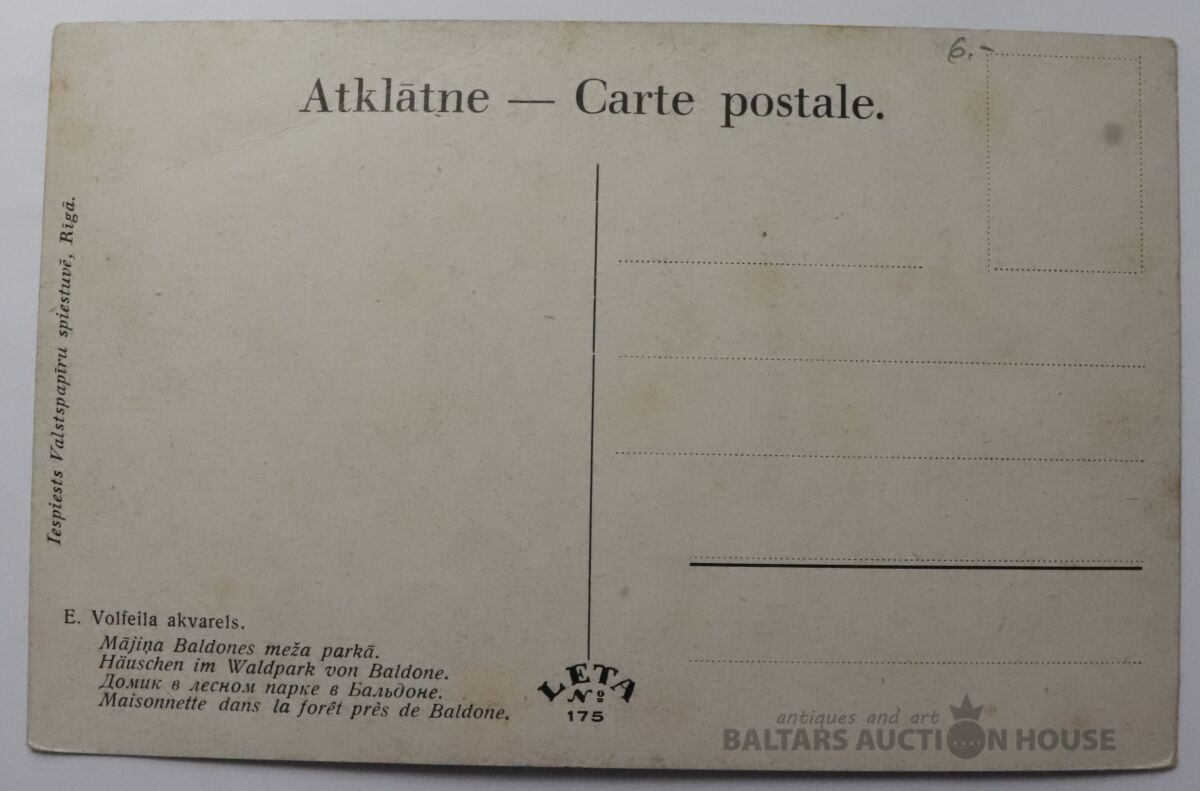 6.-
Atklātņe — Carte postale.
Iespiests Valstspapīru spiestuvē, Rīgā.
E. Volfeila akvarels.
Mājiņa Baldones meža parkā.
Häuschen im Waldpark von Baldone.
Домик в лесном парке в Бальдоне.
Maisonnette dans la forêt près de Baldone.
LETA
№
175
antiques and art
BALTARS AUCTION HOUSE